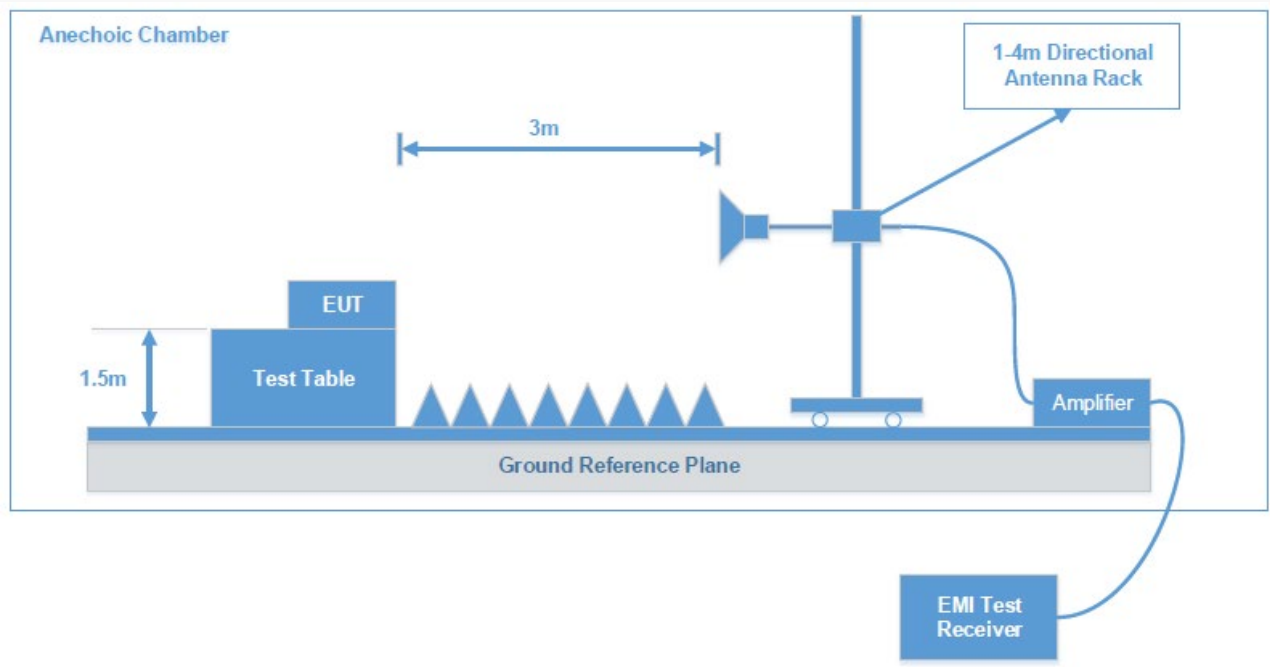 Anechoic Chamber
1-4m Directional
Antenna Rack
3m
EUT
1.5m
Test Table
Amplifier
Ground Reference Plane
EMI Test
Receiver